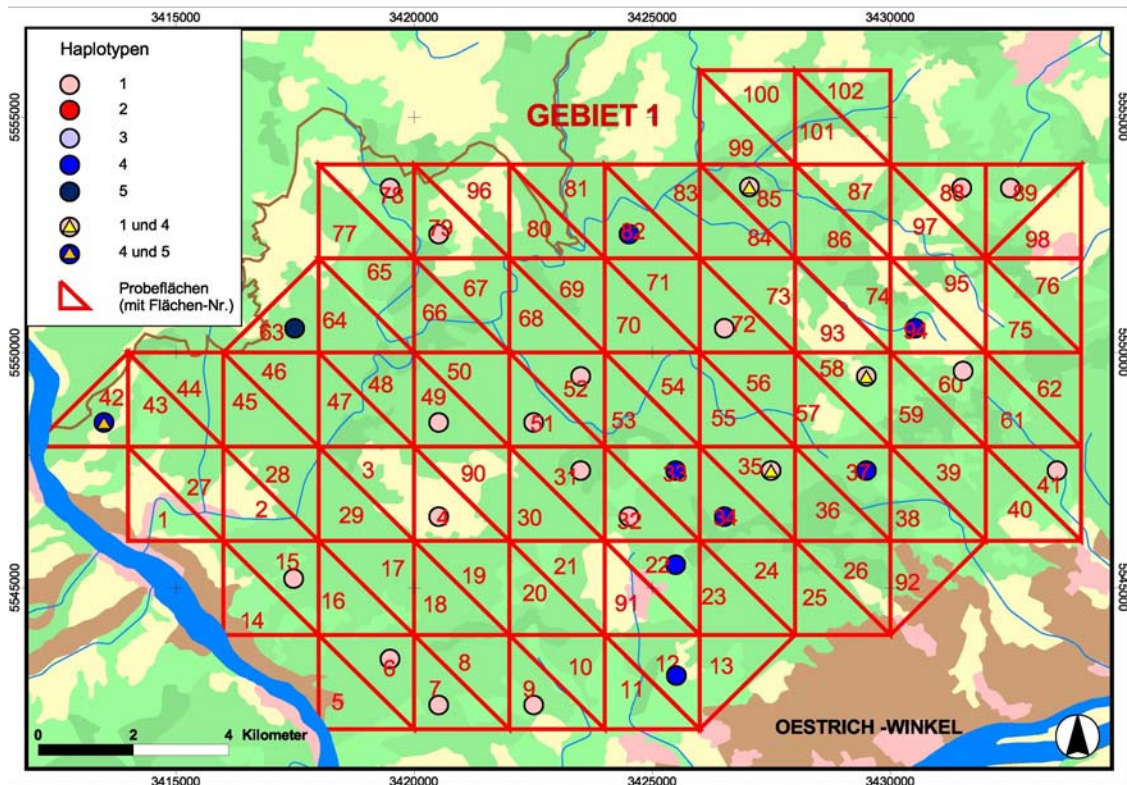 3415000 3420000 3425000 3430000
Haplotypen
1
2
3
4
5
1 und 4
4 und 5
Probeflächen
(mit Flächen-Nr.)
GEBIET 1
100 102
99 101
5555000 5555000
78 96 81 83 85 87 88 89
77 79 80 82 84 86 97 98
65 67 69 71 73 74 95 76
63 64 66 68 70 72 93 94 75
5550000 5550000
42 44 46 48 50 52 54 56 58 60 62
43 45 47 49 51 53 55 57 59 61
27 28 3 90 31 33 35 37 39 41
1 2 29 4 30 32 34 36 38 40
15 17 19 21 22 24 26
5545000 5545000
14 16 18 20 91 23 25 92
6 8 10 12 13
5 7 9 11
OESTRICH -WINKEL
0 2 4 Kilometer
3415000 3420000 3425000 3430000